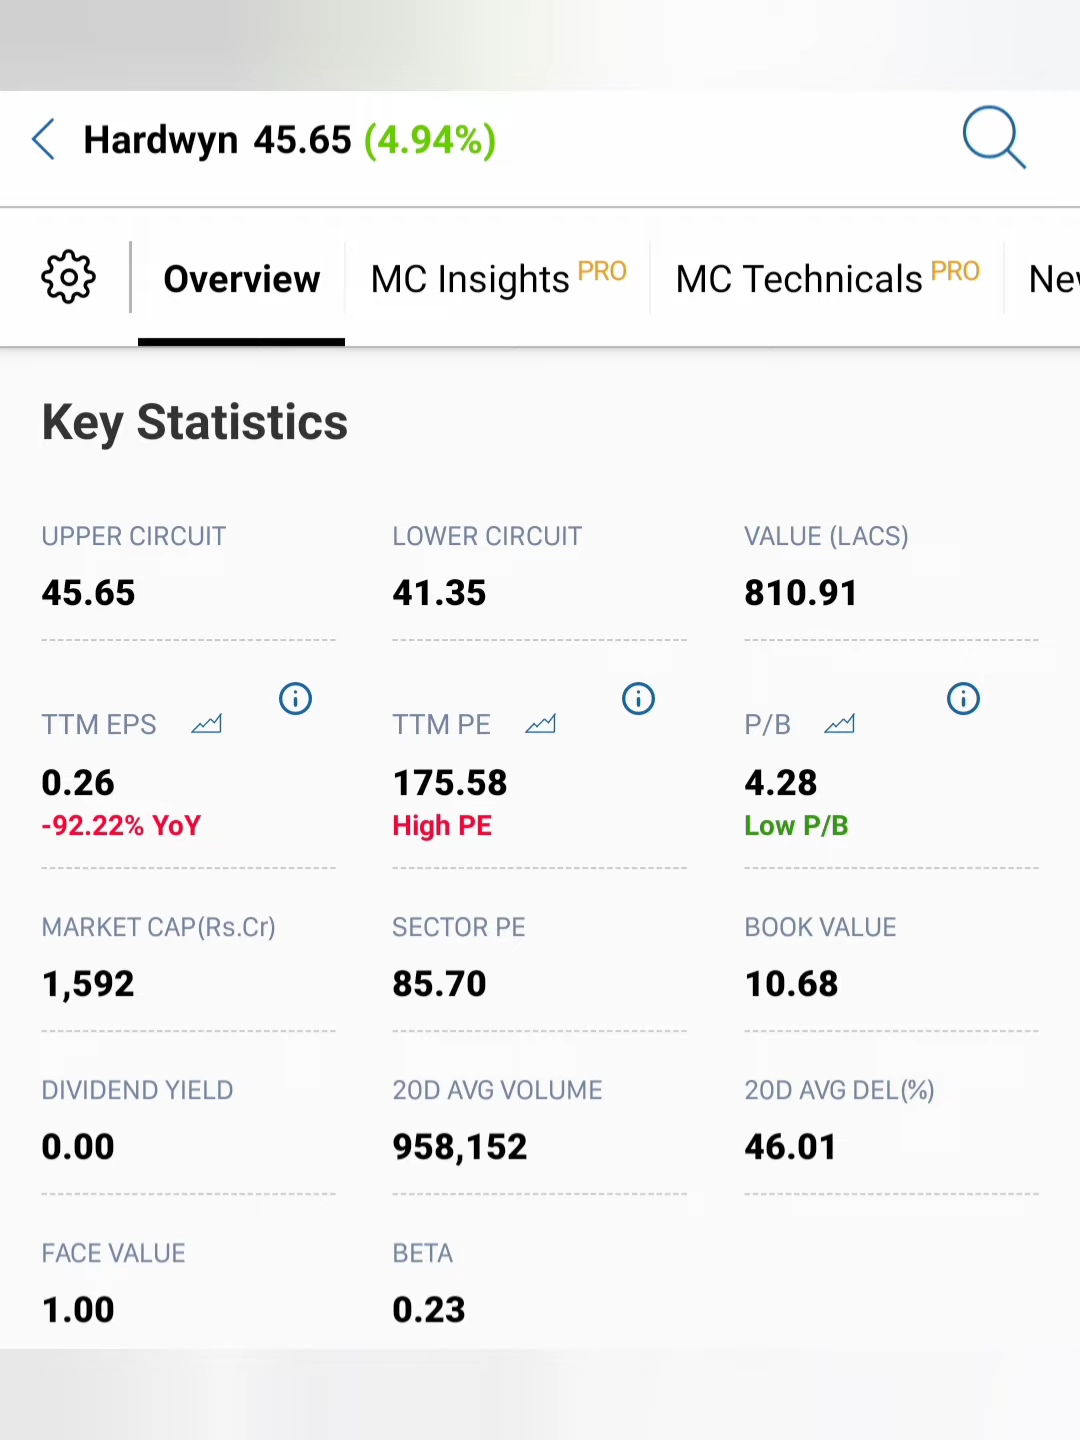 Hardwyn 45.65 (4.94%)
Overview MC Insights PRO MC Technicals PRO
Key Statistics
UPPER CIRCUIT LOWER CIRCUIT VALUE (LACS)
45.65 41.35 810.91
TTM EPS TTM PE P/B
0.26 175.58 4.28
-92.22% YoY High PE Low P/B
MARKET CAP(Rs.Cr) SECTOR PE BOOK VALUE
1,592 85.70 10.68
DIVIDEND YIELD 20D AVG VOLUME 20D AVG DEL(%)
0.00 958,152 46.01
FACE VALUE BETA
1.00 0.23